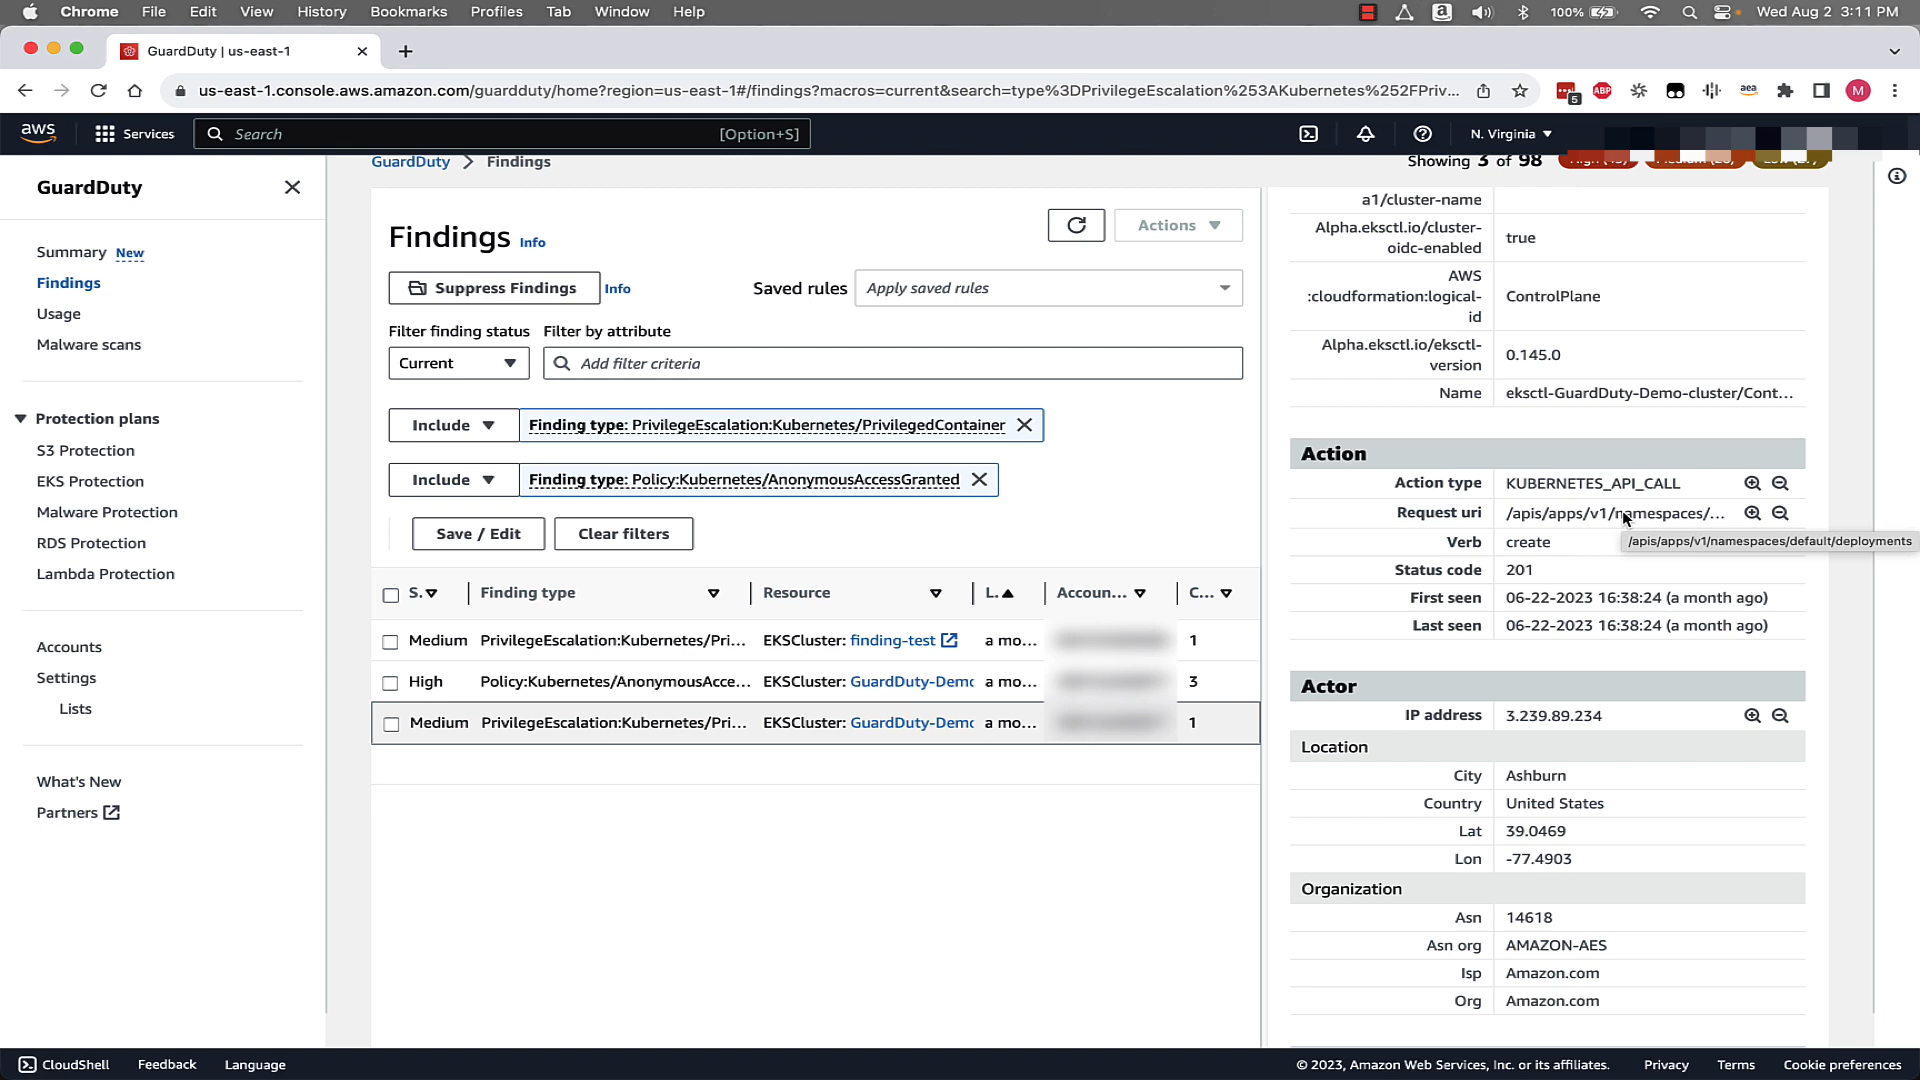 Chrome File Edit View History Bookmarks Profiles Tab Window Help 100% Wed Aug 2 3:11 PM
GuardDuty | us-east-1
us-east-1.console.aws.amazon.com/guardduty/home?region=us-east-1#/findings?macros=current&search=type%3DPrivilegeEscalation%253AKubernetes%252FPriv... 5 ABP aea M
aws Services Search [Option+S] N. Virginia
GuardDuty
Summary New
Findings
Usage
Malware scans
Protection plans
S3 Protection
EKS Protection
Malware Protection
RDS Protection
Lambda Protection
Accounts
Settings
Lists
What's New
Partners
GuardDuty > Findings
Showing 3 of 98
Findings Info
Actions
Suppress Findings Info
Saved rules Apply saved rules
Filter finding status Filter by attribute
Current Add filter criteria
Include Finding type: PrivilegeEscalation:Kubernetes/PrivilegedContainer
Include Finding type: Policy:Kubernetes/AnonymousAccessGranted
Save / Edit Clear filters
S. Finding type Resource L. Accoun... C...
Medium PrivilegeEscalation:Kubernetes/Pri... EKSCluster: finding-test a mo... 1
High Policy:Kubernetes/AnonymousAcce... EKSCluster: GuardDuty-Demo a mo... 3
Medium PrivilegeEscalation:Kubernetes/Pri... EKSCluster: GuardDuty-Demo a mo... 1
a1/cluster-name
Alpha.eksctl.io/cluster-
oidc-enabled true
AWS
:cloudformation:logical-
id ControlPlane
Alpha.eksctl.io/eksctl-
version 0.145.0
Name eksctl-GuardDuty-Demo-cluster/Cont...
Action
Action type KUBERNETES_API_CALL
Request uri /apis/apps/v1/namespaces/...
Verb create
/apis/apps/v1/namespaces/default/deployments
Status code 201
First seen 06-22-2023 16:38:24 (a month ago)
Last seen 06-22-2023 16:38:24 (a month ago)
Actor
IP address 3.239.89.234
Location
City Ashburn
Country United States
Lat 39.0469
Lon -77.4903
Organization
Asn 14618
Asn org AMAZON-AES
Isp Amazon.com
Org Amazon.com
CloudShell Feedback Language © 2023, Amazon Web Services, Inc. or its affiliates. Privacy Terms Cookie preferences